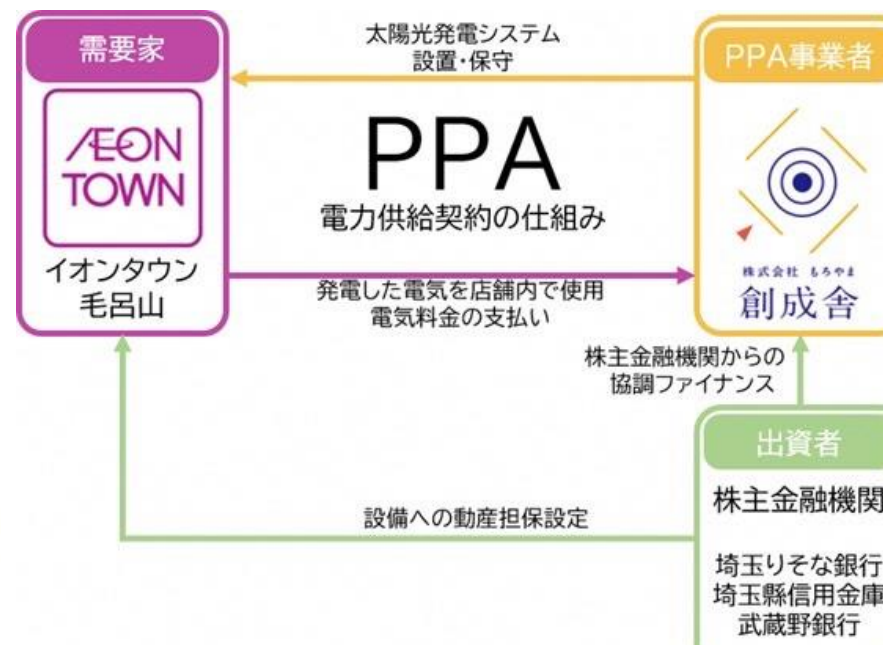 需要家
ÆON
TOWN
イオンタウン
毛呂山
太陽光発電システム
設置・保守
PPA
電力供給契約の仕組み
発電した電気を店舗内で使用
電気料金の支払い
PPA事業者
株式会社 もろやま
創成舎
株主金融機関からの
協調ファイナンス
出資者
株主金融機関
埼玉りそな銀行
埼玉縣信用金庫
武蔵野銀行
設備への動産担保設定